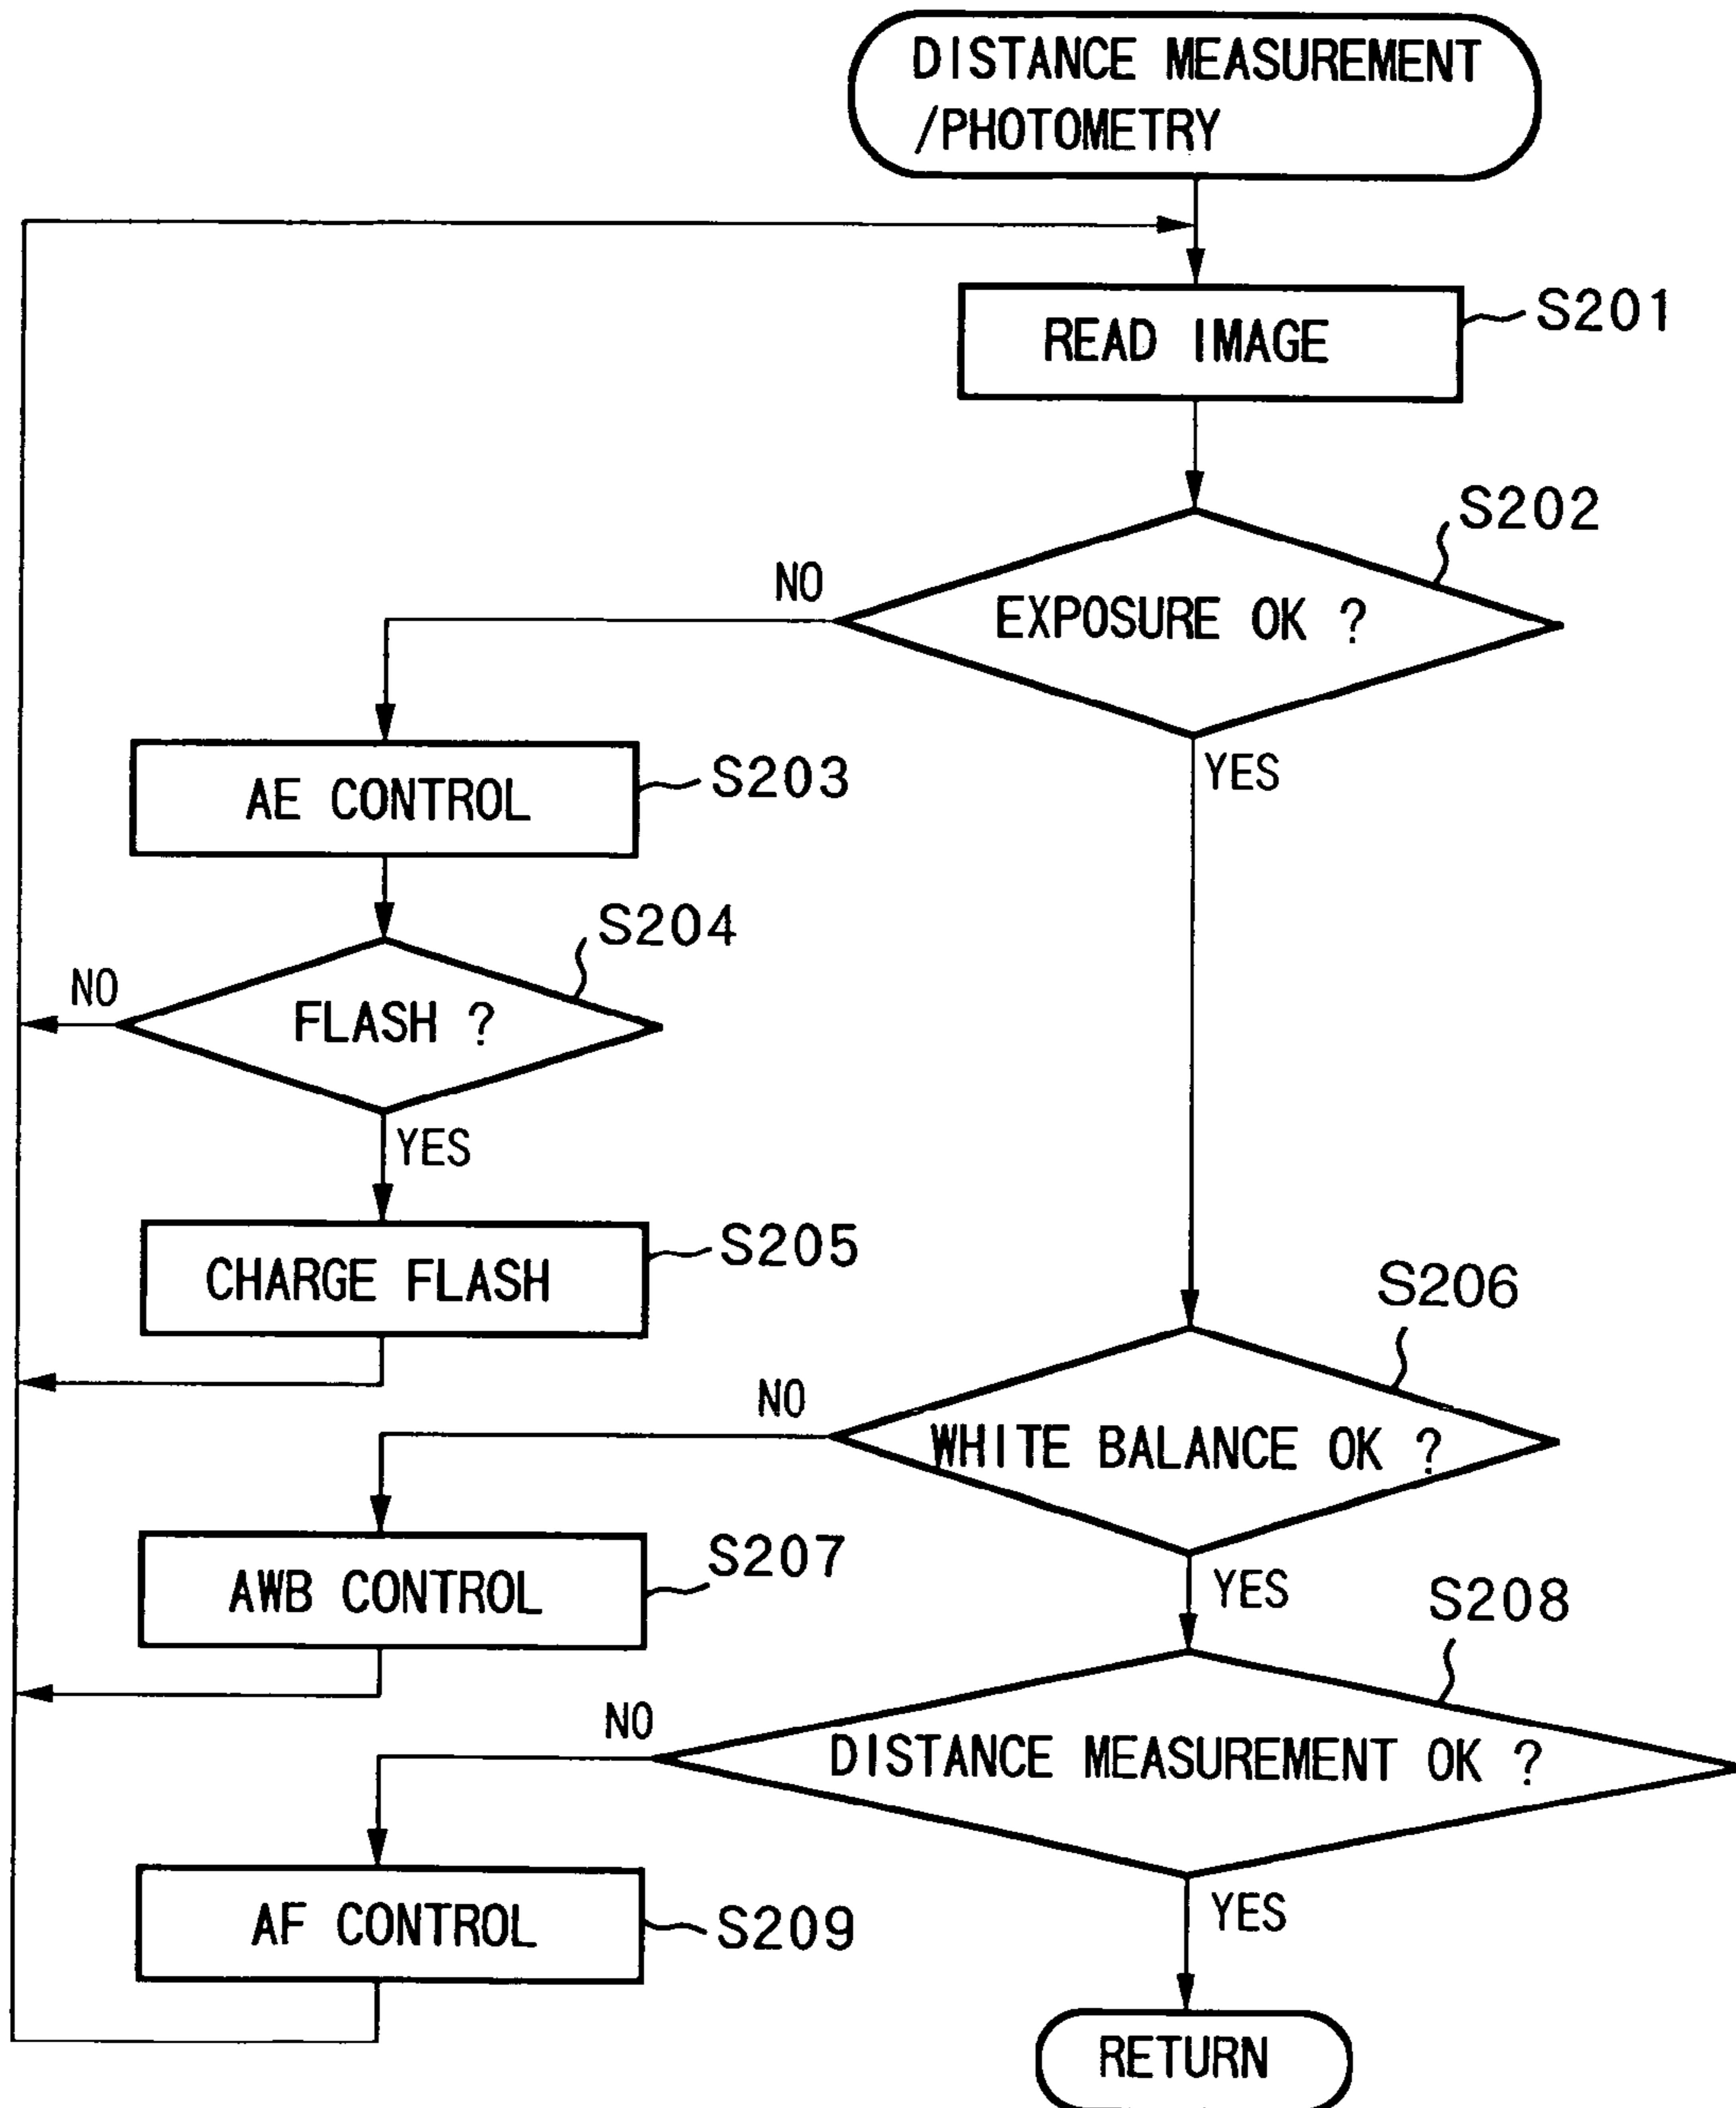 DISTANCE MEASUREMENT
/PHOTOMETRY
READ IMAGE
S201
S202
NO
EXPOSURE OK ?
YES
AE CONTROL
S203
S204
NO
FLASH ?
YES
CHARGE FLASH
S205
S206
NO
WHITE BALANCE OK ?
YES
AWB CONTROL
S207
S208
NO
DISTANCE MEASUREMENT OK ?
YES
AF CONTROL
S209
RETURN